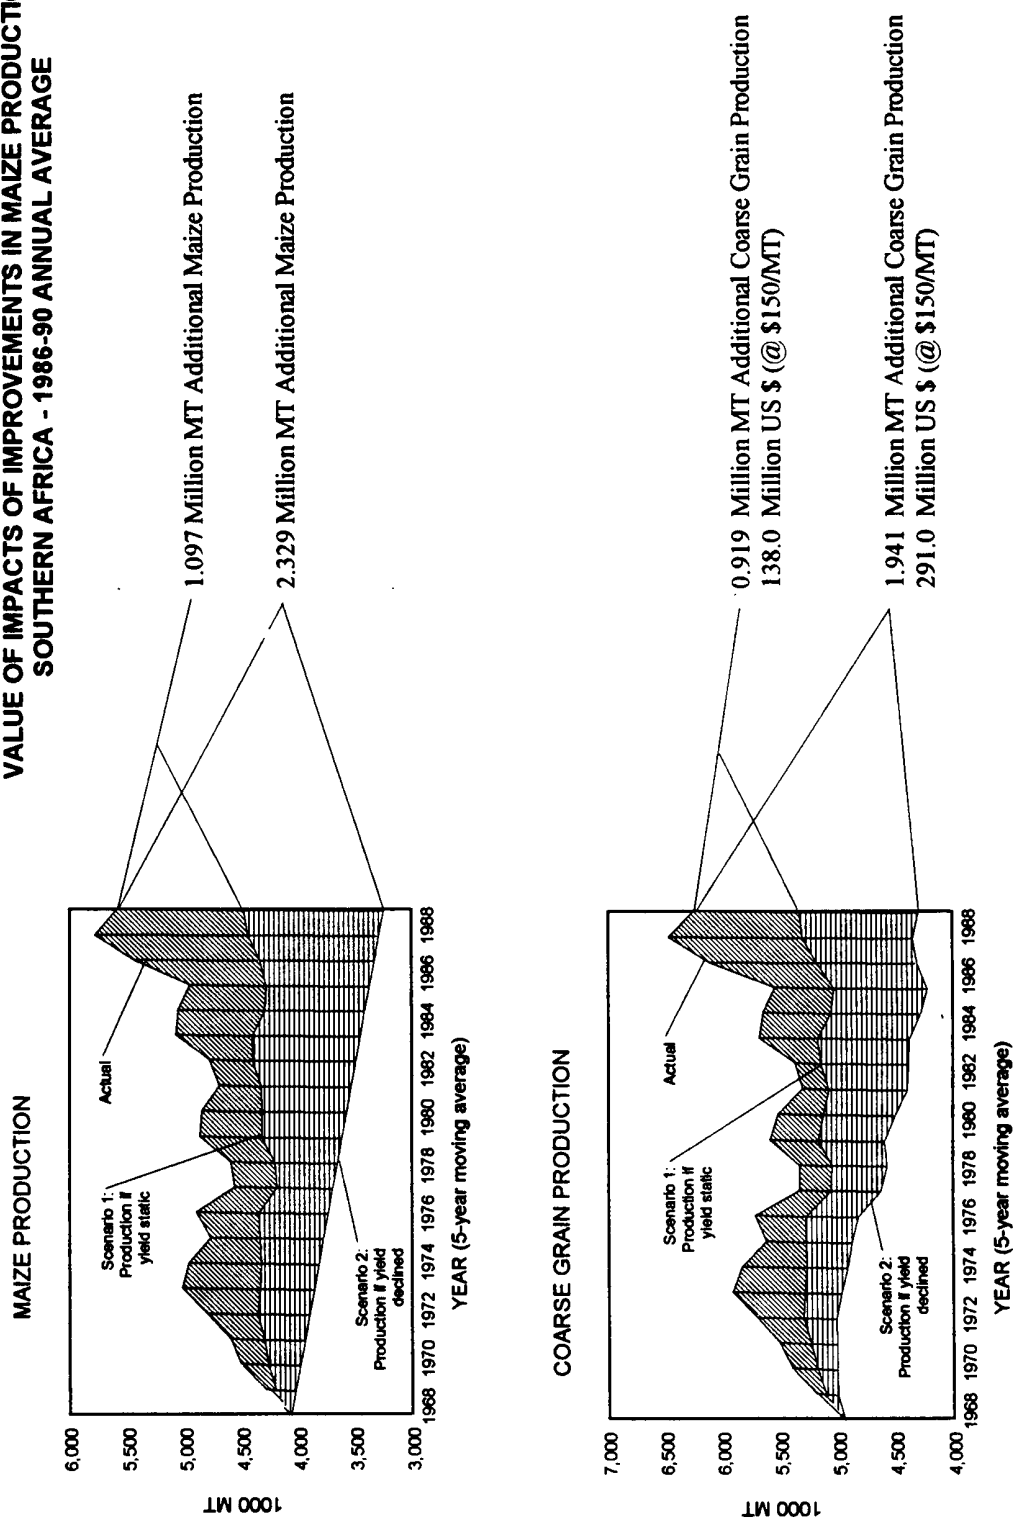 VALUE OF IMPACTS OF IMPROVEMENTS IN MAIZE
SOUTHERN AFRICA - 1986-90 ANNUAL AVERAGE
MAIZE PRODUCTION
1000 MT
6,000
5,500
5,000
4,500
4,000
3,500
3,000
Actual
Scenario 1:
Production if
yield static
Scenario 2:
Production if yield
declined
1968 1970 1972 1974 1976 1978 1980 1982 1984 1986 1988
YEAR (5-year moving average)
1.097 Million MT Additional Maize Production
2.329 Million MT Additional Maize Production
COARSE GRAIN PRODUCTION
1000 MT
7,000
6,500
6,000
5,500
5,000
4,500
4,000
Actual
Scenario 1:
Production if
yield static
Scenario 2:
Production if yield
declined
1968 1970 1972 1974 1976 1978 1980 1982 1984 1986 1988
YEAR (5-year moving average)
0.919 Million MT Additional Coarse Grain Production
138.0 Million US $ (@ $150/MT)
1.941 Million MT Additional Coarse Grain Production
291.0 Million US $ (@ $150/MT)